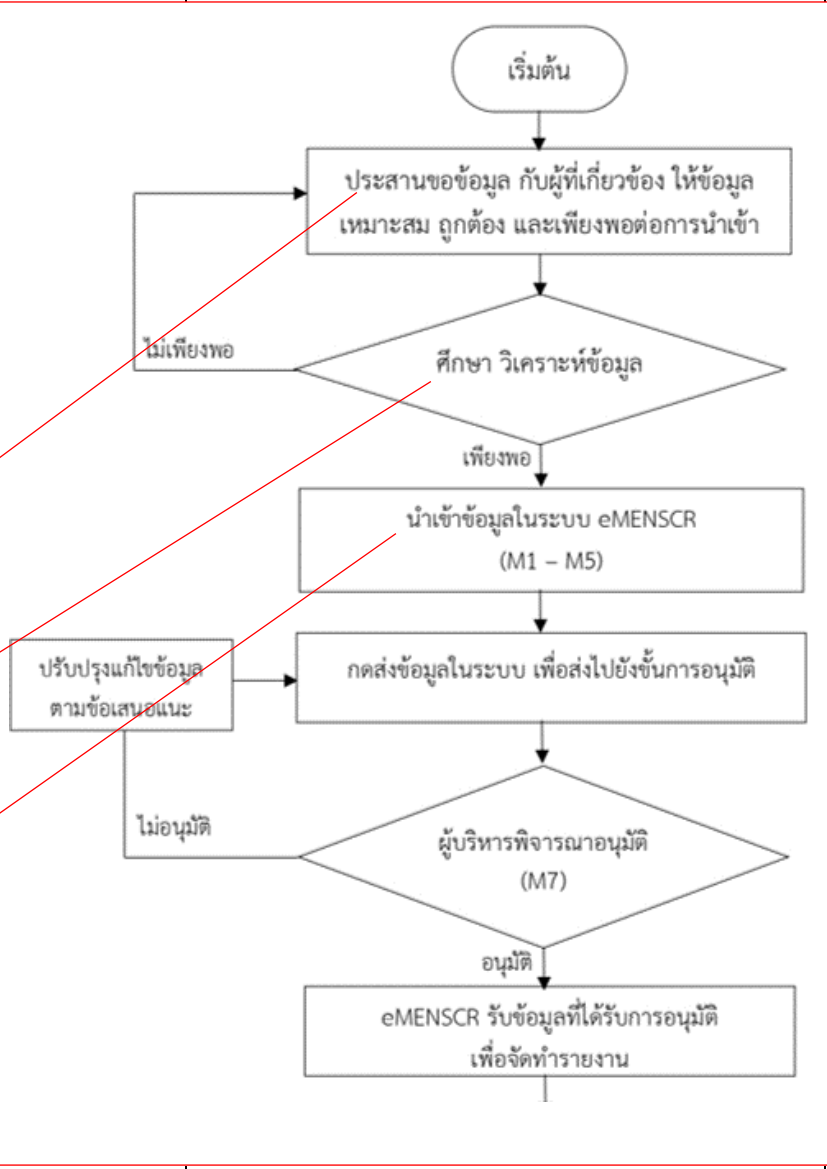 เริ่มต้น
ประสานขอข้อมูล กับผู้ที่เกี่ยวข้อง ให้ข้อมูล
เหมาะสม ถูกต้อง และเพียงพอต่อการนำเข้า
ไม่เพียงพอ
ศึกษา วิเคราะห์ข้อมูล
เพียงพอ
นำเข้าข้อมูลในระบบ eMENSCR
(M1 – M5)
ปรับปรุงแก้ไขข้อมูล
ตามข้อเสนอแนะ
กดส่งข้อมูลในระบบ เพื่อส่งไปยังขั้นการอนุมัติ
ไม่อนุมัติ
ผู้บริหารพิจารณาอนุมัติ
(M7)
อนุมัติ
eMENSCR รับข้อมูลที่ได้รับการอนุมัติ
เพื่อจัดทำรายงาน